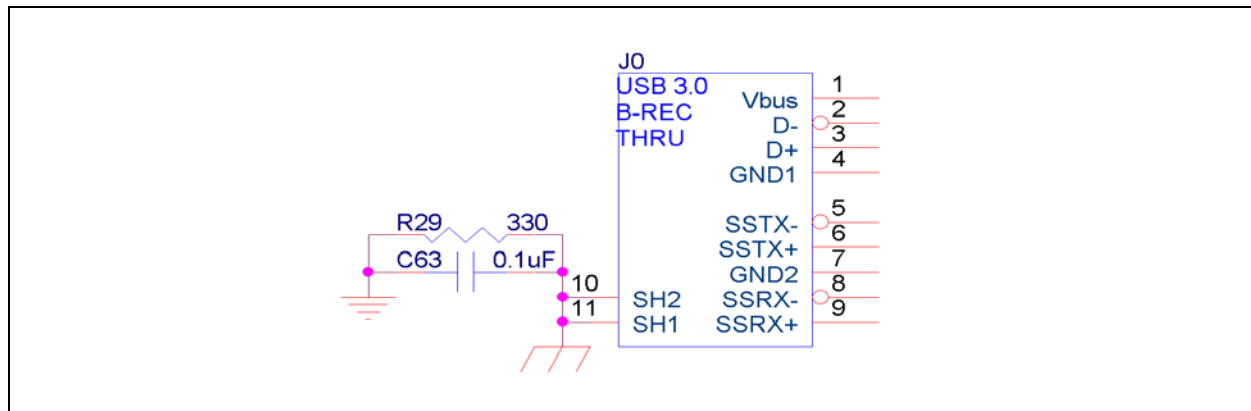 J0
USB 3.0
B-REC
THRU
Vbus 1
D- 2
D+ 3
GND1 4
SSTX- 5
SSTX+ 6
GND2 7
SSRX- 8
SSRX+ 9
R29 330
C63 0.1uF
10 SH2
11 SH1